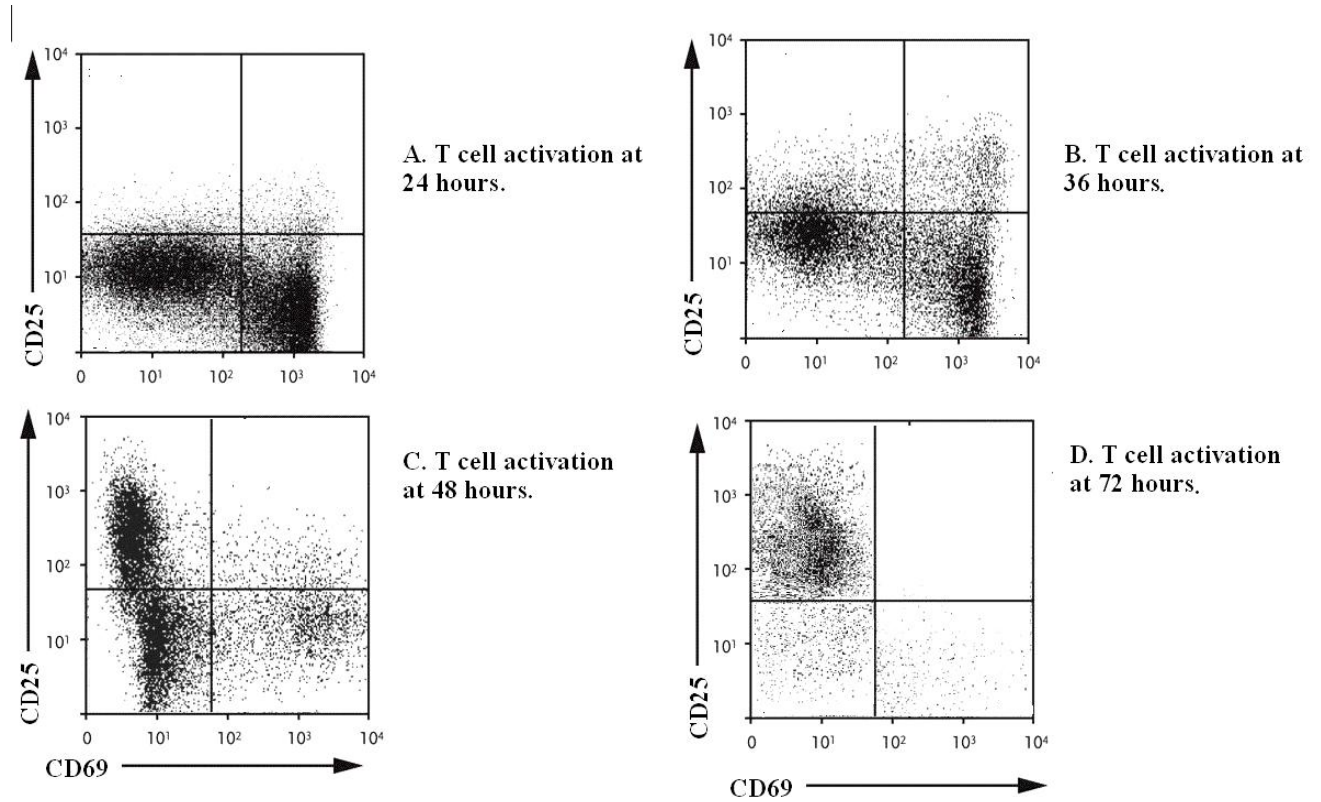 10⁴
10³
10²
10¹
CD25
0 10¹ 10² 10³ 10⁴
A. T cell activation at
24 hours.
10⁴
10³
10²
10¹
CD25
0 10¹ 10² 10³ 10⁴
B. T cell activation at
36 hours.
10⁴
10³
10²
10¹
CD25
0 10¹ 10² 10³ 10⁴
CD69
C. T cell activation
at 48 hours.
10⁴
10³
10²
10¹
CD25
0 10¹ 10² 10³ 10⁴
CD69
D. T cell activation
at 72 hours.